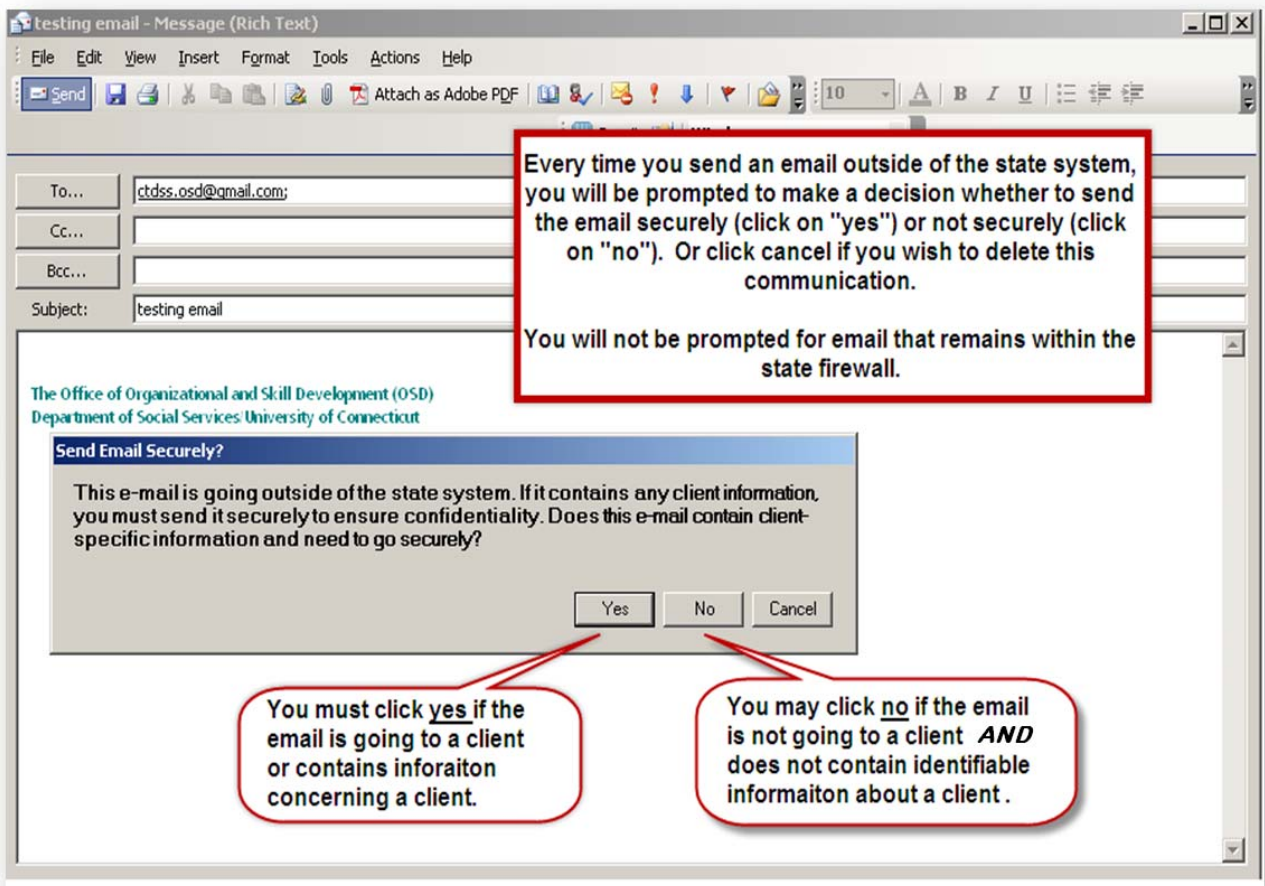 testing email - Message (Rich Text)
File Edit View Insert Format Tools Actions Help
Send Attach as Adobe PDF 10 A B I U
Every time you send an email outside of the state system,
you will be prompted to make a decision whether to send
the email securely (click on "yes") or not securely (click
on "no"). Or click cancel if you wish to delete this
communication.
You will not be prompted for email that remains within the
state firewall.
To... ctdss.osd@gmail.com;
Cc...
Bcc...
Subject: testing email
The Office of Organizational and Skill Development (OSD)
Department of Social Services/University of Connecticut
Send Email Securely?
This e-mail is going outside of the state system. If it contains any client information,
you must send it securely to ensure confidentiality. Does this e-mail contain client-
specific information and need to go securely?
Yes No Cancel
You must click yes if the
email is going to a client
or contains inforaiton
concerning a client.
You may click no if the email
is not going to a client AND
does not contain identifiable
informaiton about a client .